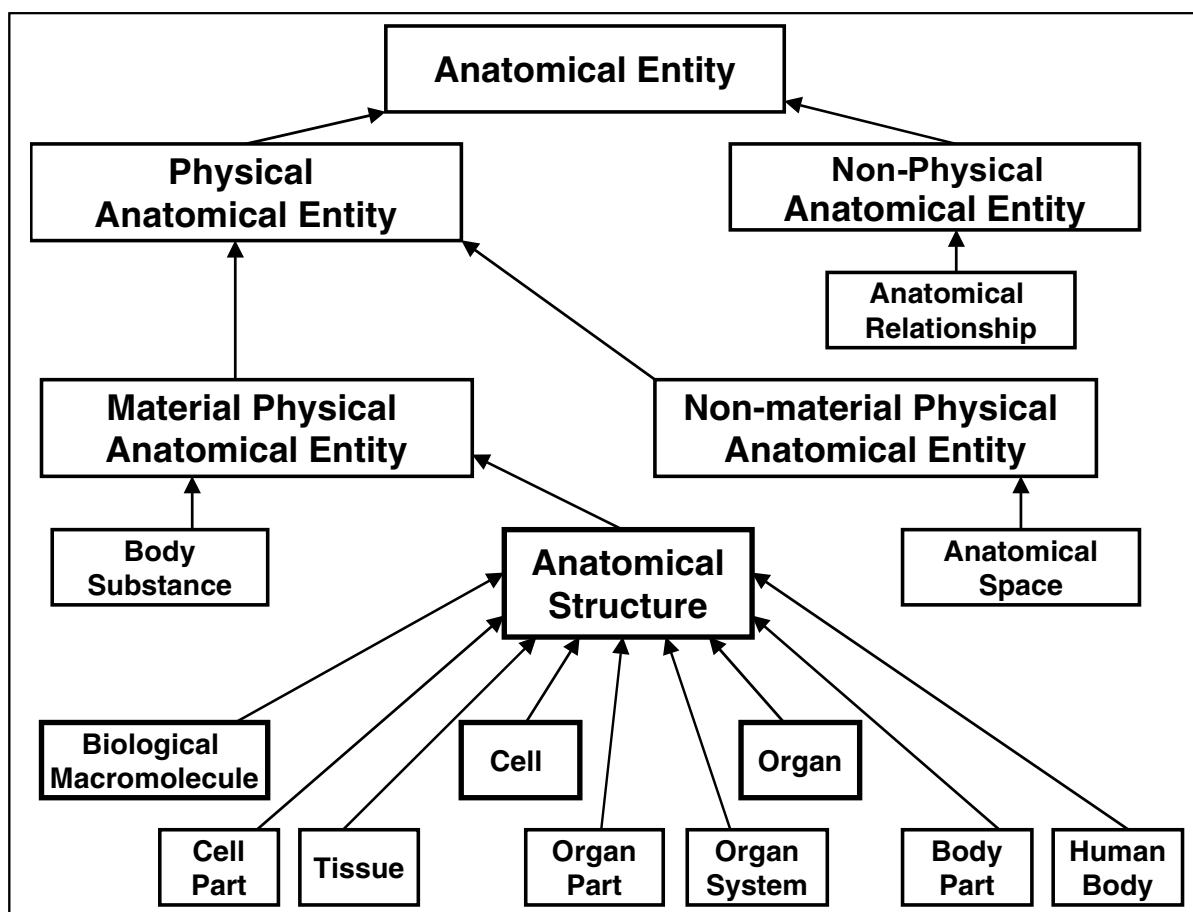 Anatomical Entity
Physical
Anatomical Entity
Non-Physical
Anatomical Entity
Anatomical
Relationship
Material Physical
Anatomical Entity
Non-material Physical
Anatomical Entity
Body
Substance
Anatomical
Structure
Anatomical
Space
Biological
Macromolecule
Cell
Organ
Cell
Part
Tissue
Organ
Part
Organ
System
Body
Part
Human
Body